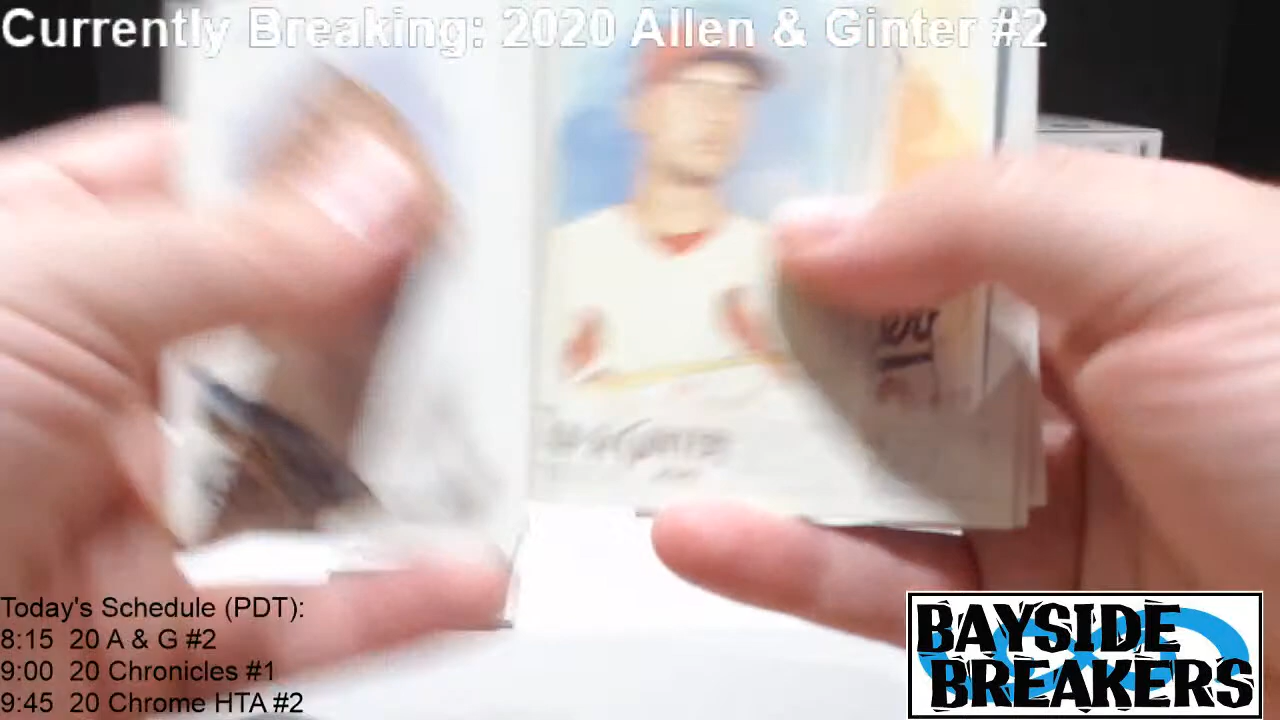 Currently Breaking: 2020 Allen & Ginter #2
Today's Schedule (PDT):
8:15 20 A & G #2
9:00 20 Chronicles #1
9:45 20 Chrome HTA #2
BAYSIDE
BREAKERS